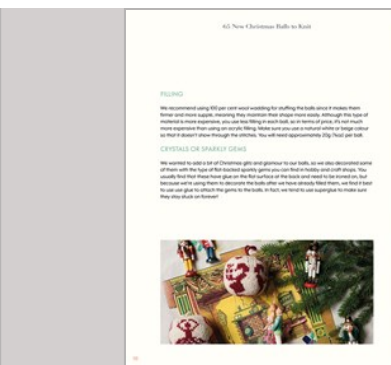 65 New Christmas Balls to Knit
FILLING
We recommend using 100 per cent wool wadding for stuffing the balls since it makes them
firmer and more supple, meaning they maintain their shape more easily. Although this type of
material is more expensive, you use less filling in each ball, so in terms of price, it's not much
more expensive than using an acrylic filling. Make sure you use a natural white or beige colour
so that it doesn't show through the stitches. You will need approximately 20g (¾oz) per ball.
CRYSTALS OR SPARKLY GEMS
We wanted to add a bit of Christmas glitz and glamour to our balls, so we also decorated some
of them with the type of flat-backed sparkly gems you can find in hobby and craft shops. You
usually find that these have glue on the flat surface at the back and need to be ironed on, but
because we're using them to decorate the balls after we have already filled them, we find it best
to use use glue to attach the gems to the balls. In fact, we tend to use superglue to make sure
they stay stuck on forever!